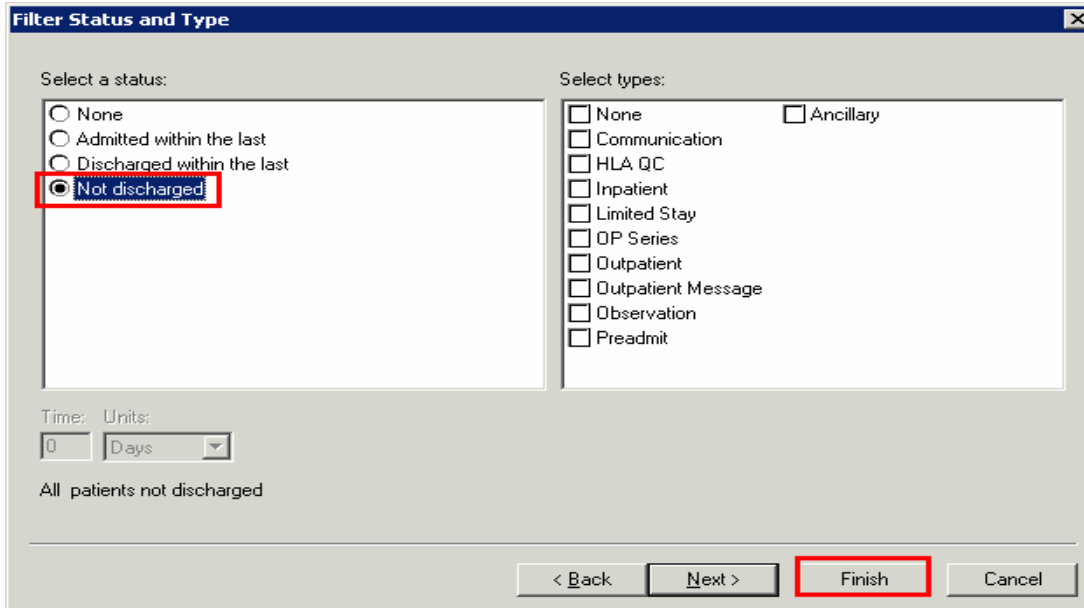 Filter Status and Type
Select a status:
None
Admitted within the last
Discharged within the last
Not discharged
Select types:
None
Communication
HLA QC
Inpatient
Limited Stay
OP Series
Outpatient
Outpatient Message
Observation
Preadmit
Ancillary
Time: Units:
0 Days
All patients not discharged
< Back Next > Finish Cancel